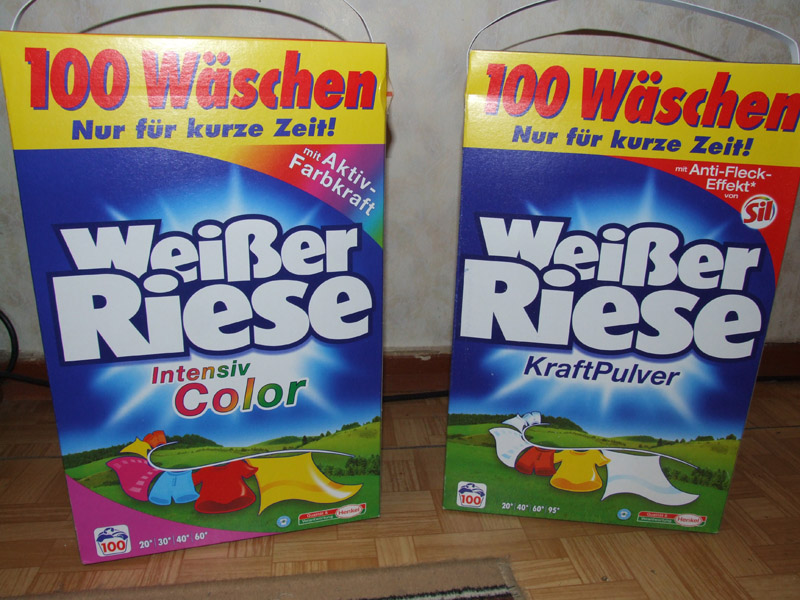 100 Wäschen
Nur für kurze Zeit!
mit Aktiv-
Farbkraft
Weißer
Riese
Intensiv
Color
100
20° 30° 40° 60°
Henkel
100 Wäschen
Nur für kurze Zeit!
mit Anti-Fleck-
Effekt*
von
Sil
Weißer
Riese
KraftPulver
100
20° 40° 60° 95°
Henkel